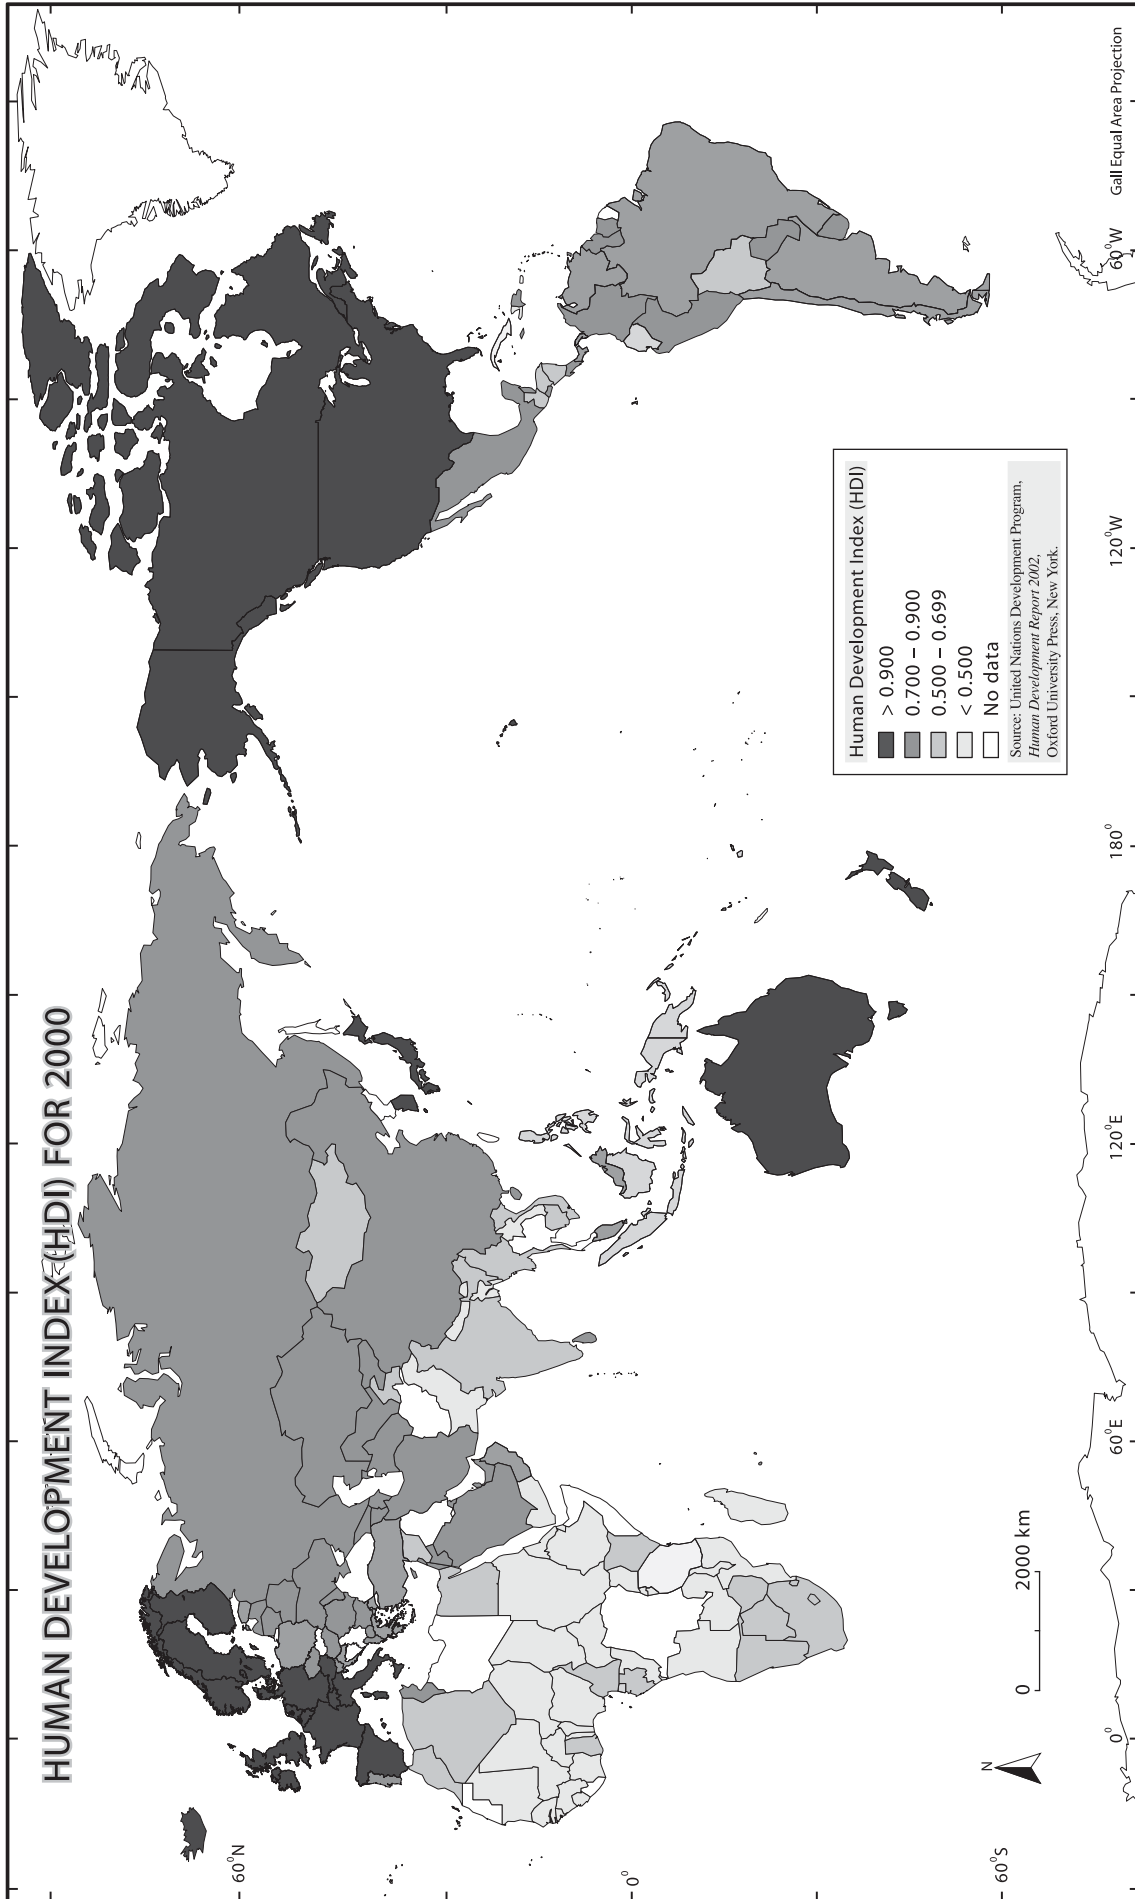 HUMAN DEVELOPMENT INDEX (HDI) FOR 2000
60°N
0°
60°S
N
0
2000 km
0°
60°E
120°E
180°
120°W
60°W
Human Development Index (HDI)
> 0.900
0.700 – 0.900
0.500 – 0.699
< 0.500
No data
Source: United Nations Development Program,
Human Development Report 2002,
Oxford University Press, New York.
Gall Equal Area Projection